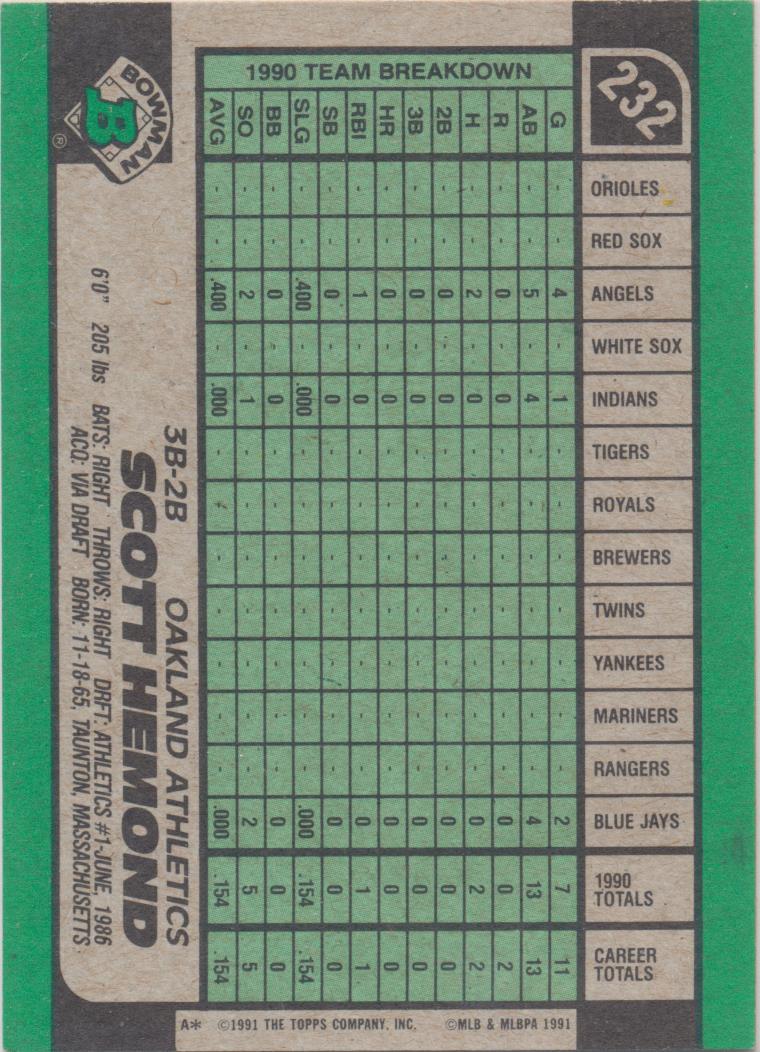 232
BOWMAN
B
®
3B-2B OAKLAND ATHLETICS
SCOTT HEMOND
6'0" 205 lbs BATS: RIGHT THROWS: RIGHT DRFT: ATHLETICS #1-JUNE, 1986
ACQ: VIA DRAFT BORN: 11-18-65, TAUNTON, MASSACHUSETTS
1990 TEAM BREAKDOWN
G AB R H 2B 3B HR RBI SB SLG BB SO AVG
ORIOLES - - - - - - - - - - - - -
RED SOX - - - - - - - - - - - - -
ANGELS 4 5 0 2 0 0 0 1 0 .400 0 2 .400
WHITE SOX - - - - - - - - - - - - -
INDIANS 1 4 0 0 0 0 0 0 0 .000 0 1 .000
TIGERS - - - - - - - - - - - - -
ROYALS - - - - - - - - - - - - -
BREWERS - - - - - - - - - - - - -
TWINS - - - - - - - - - - - - -
YANKEES - - - - - - - - - - - - -
MARINERS - - - - - - - - - - - - -
RANGERS - - - - - - - - - - - - -
BLUE JAYS 2 4 0 0 0 0 0 0 0 .000 0 2 .000
1990 TOTALS 7 13 0 2 0 0 0 1 0 .154 0 5 .154
CAREER TOTALS 11 13 2 2 0 0 0 1 0 .154 0 5 .154
A* ©1991 THE TOPPS COMPANY, INC. ©MLB & MLBPA 1991